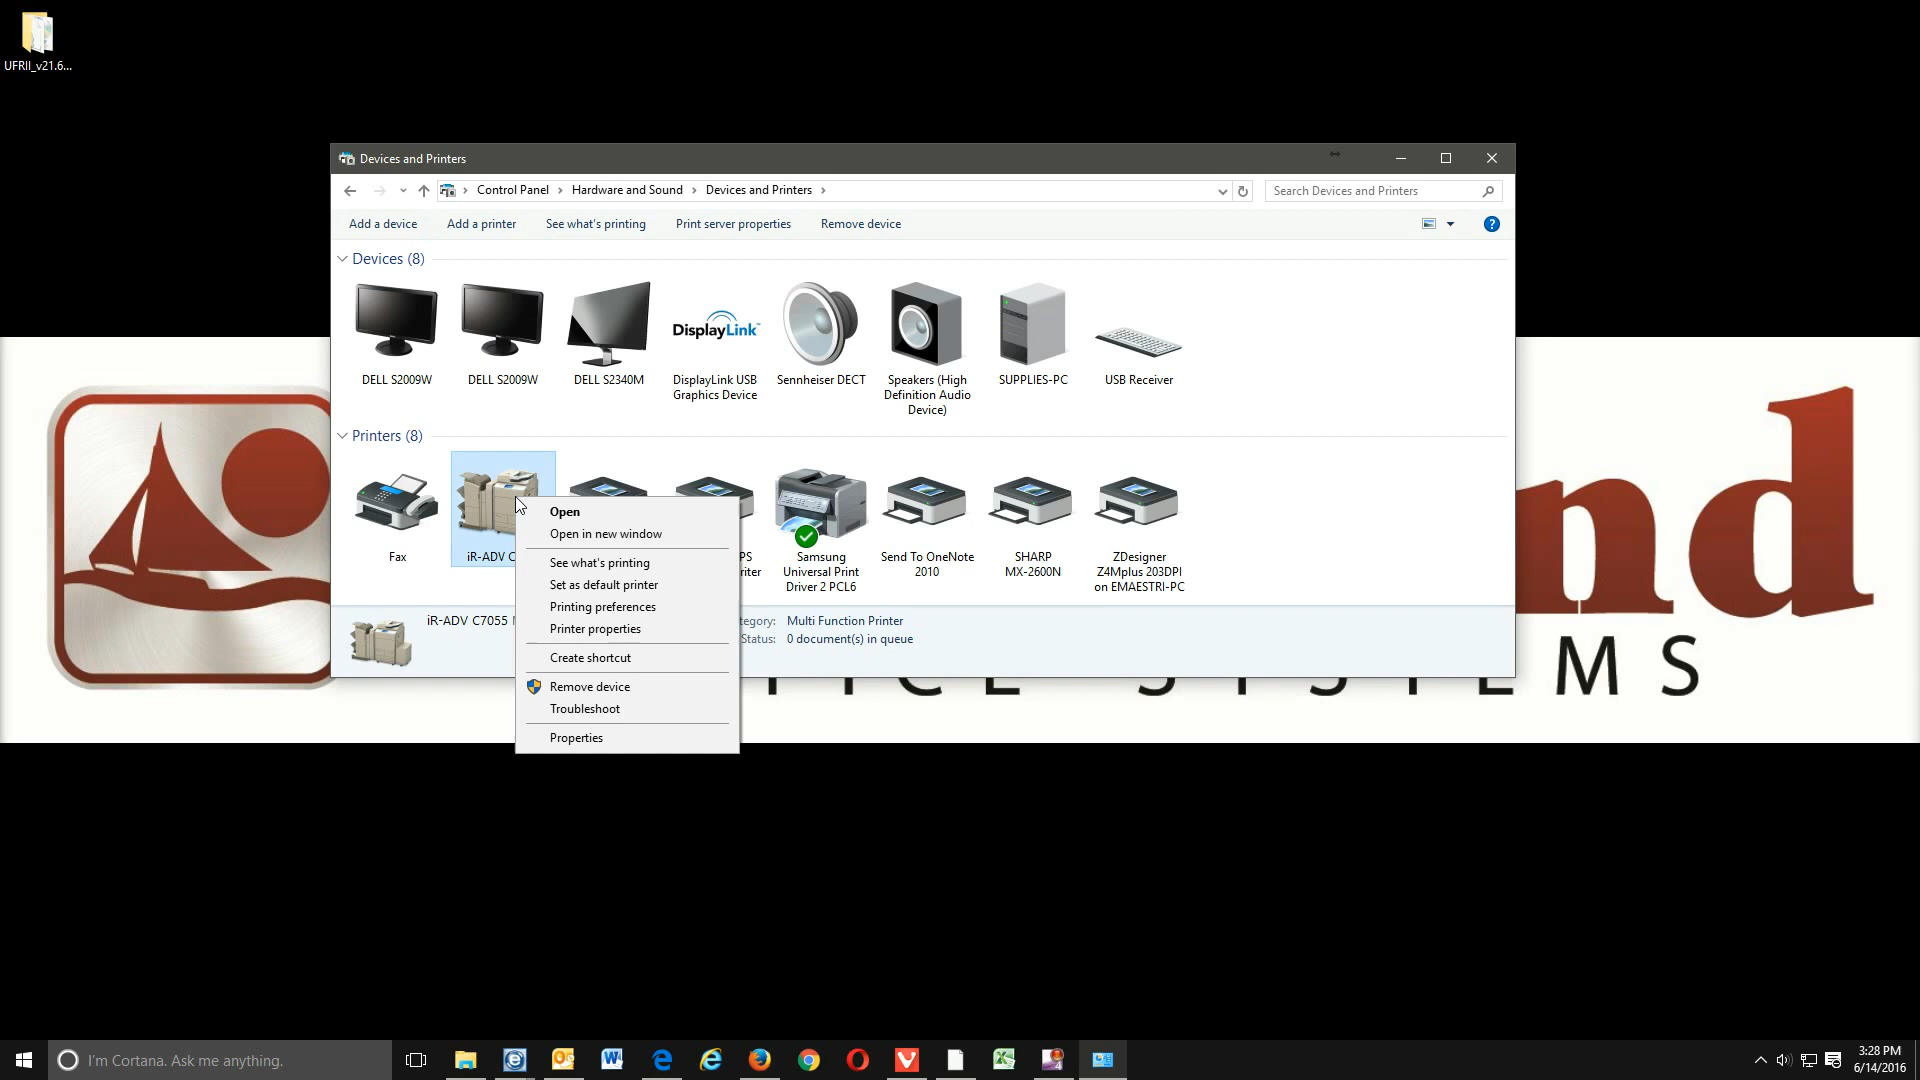 UFRII_v21.6...
Devices and Printers
Control Panel
Hardware and Sound
Devices and Printers
Search Devices and Printers
Add a device
Add a printer
See what's printing
Print server properties
Remove device
Devices (8)
DELL S2009W
DELL S2009W
DELL S2340M
DisplayLink
DisplayLink USB
Graphics Device
Sennheiser DECT
Speakers (High
Definition Audio
Device)
SUPPLIES-PC
USB Receiver
Printers (8)
Fax
iR-ADV C
PS
riter
Samsung
Universal Print
Driver 2 PCL6
Send To OneNote
2010
SHARP
MX-2600N
ZDesigner
Z4Mplus 203DPI
on EMAESTRI-PC
iR-ADV C7055
tegory: Multi Function Printer
Status: 0 document(s) in queue
Open
Open in new window
See what's printing
Set as default printer
Printing preferences
Printer properties
Create shortcut
Remove device
Troubleshoot
Properties
nd
ICE SYSTEMS
I'm Cortana. Ask me anything.
3:28 PM
6/14/2016